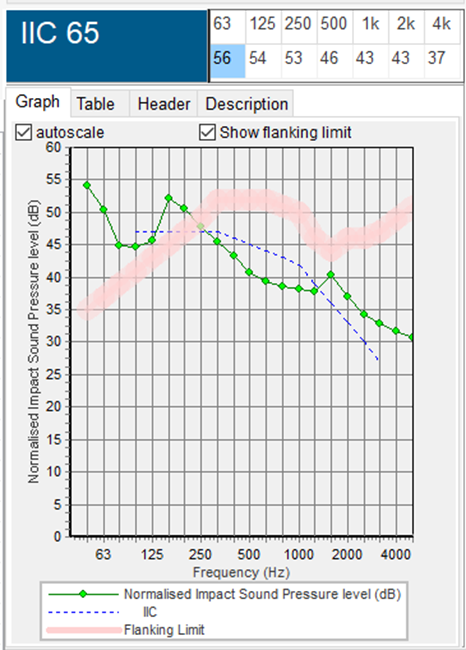 IIC 65
63 125 250 500 1k 2k 4k
56 54 53 46 43 43 37
Graph Table Header Description
autoscale Show flanking limit
60
55
50
45
40
35
30
25
20
15
10
5
0
Normalised Impact Sound Pressure level (dB)
63 125 250 500 1000 2000 4000
Frequency (Hz)
Normalised Impact Sound Pressure level (dB)
IIC
Flanking Limit